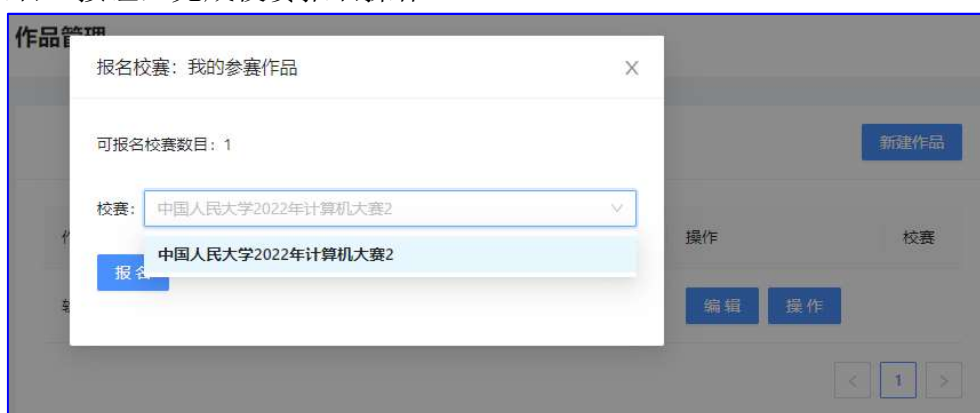 作品管理
报名校赛：我的参赛作品
可报名校赛数目：1
新建作品
校赛： 中国人民大学2022年计算机大赛2
中国人民大学2022年计算机大赛2
操作 校赛
报名
编辑 操作
1